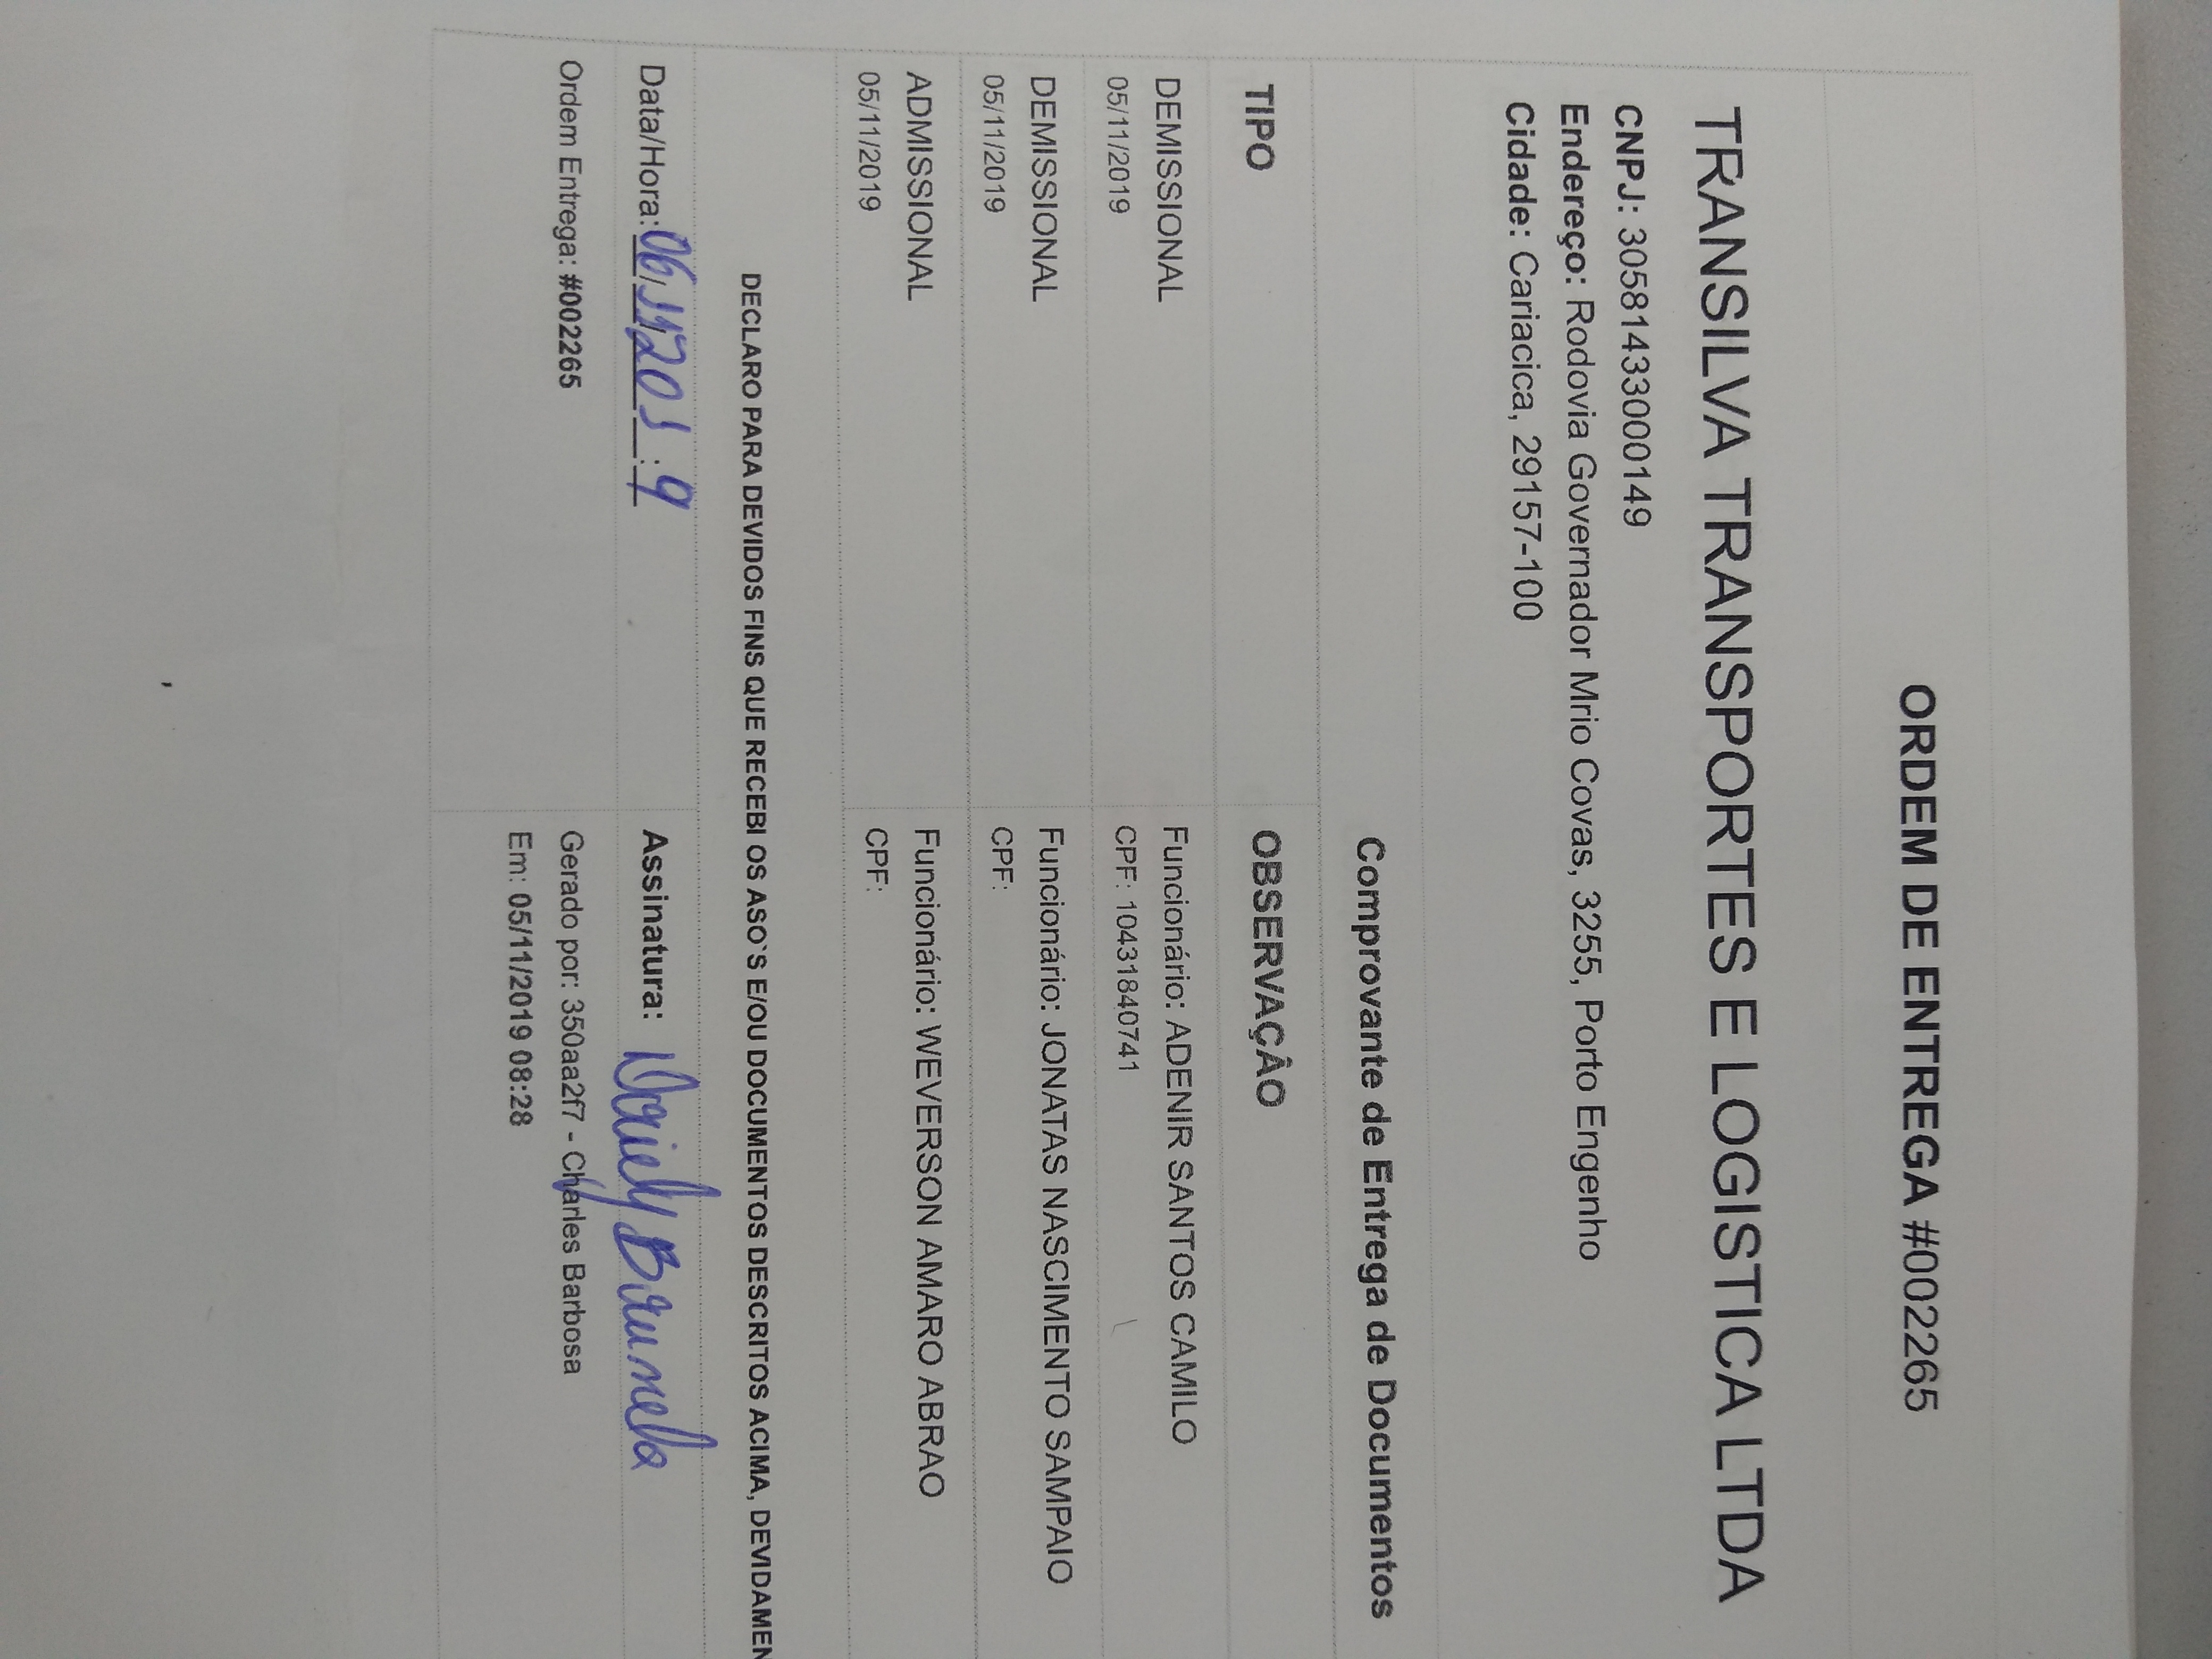 ORDEM DE ENTREGA #002265
TRANSILVA TRANSPORTES E LOGISTICA LTDA
CNPJ: 30581433000149
Endereço: Rodovia Governador Mrio Covas, 3255, Porto Engenho
Cidade: Cariacica, 29157-100
Comprovante de Entrega de Documentos
TIPO OBSERVAÇÂO
DEMISSIONAL Funcionário: ADENIR SANTOS CAMILO
05/11/2019 CPF: 10431840741
DEMISSIONAL Funcionário: JONATAS NASCIMENTO SAMPAIO
05/11/2019 CPF:
ADMISSIONAL Funcionário: WEVERSON AMARO ABRAO
05/11/2019 CPF:
DECLARO PARA DEVIDOS FINS QUE RECEBI OS ASO`S E/OU DOCUMENTOS DESCRITOS ACIMA, DEVIDAMEN
Data/Hora: 06/11/201:9 Assinatura: Brunela
Ordem Entrega: #002265 Gerado por: 350aa2f7 - Charles Barbosa
Em: 05/11/2019 08:28